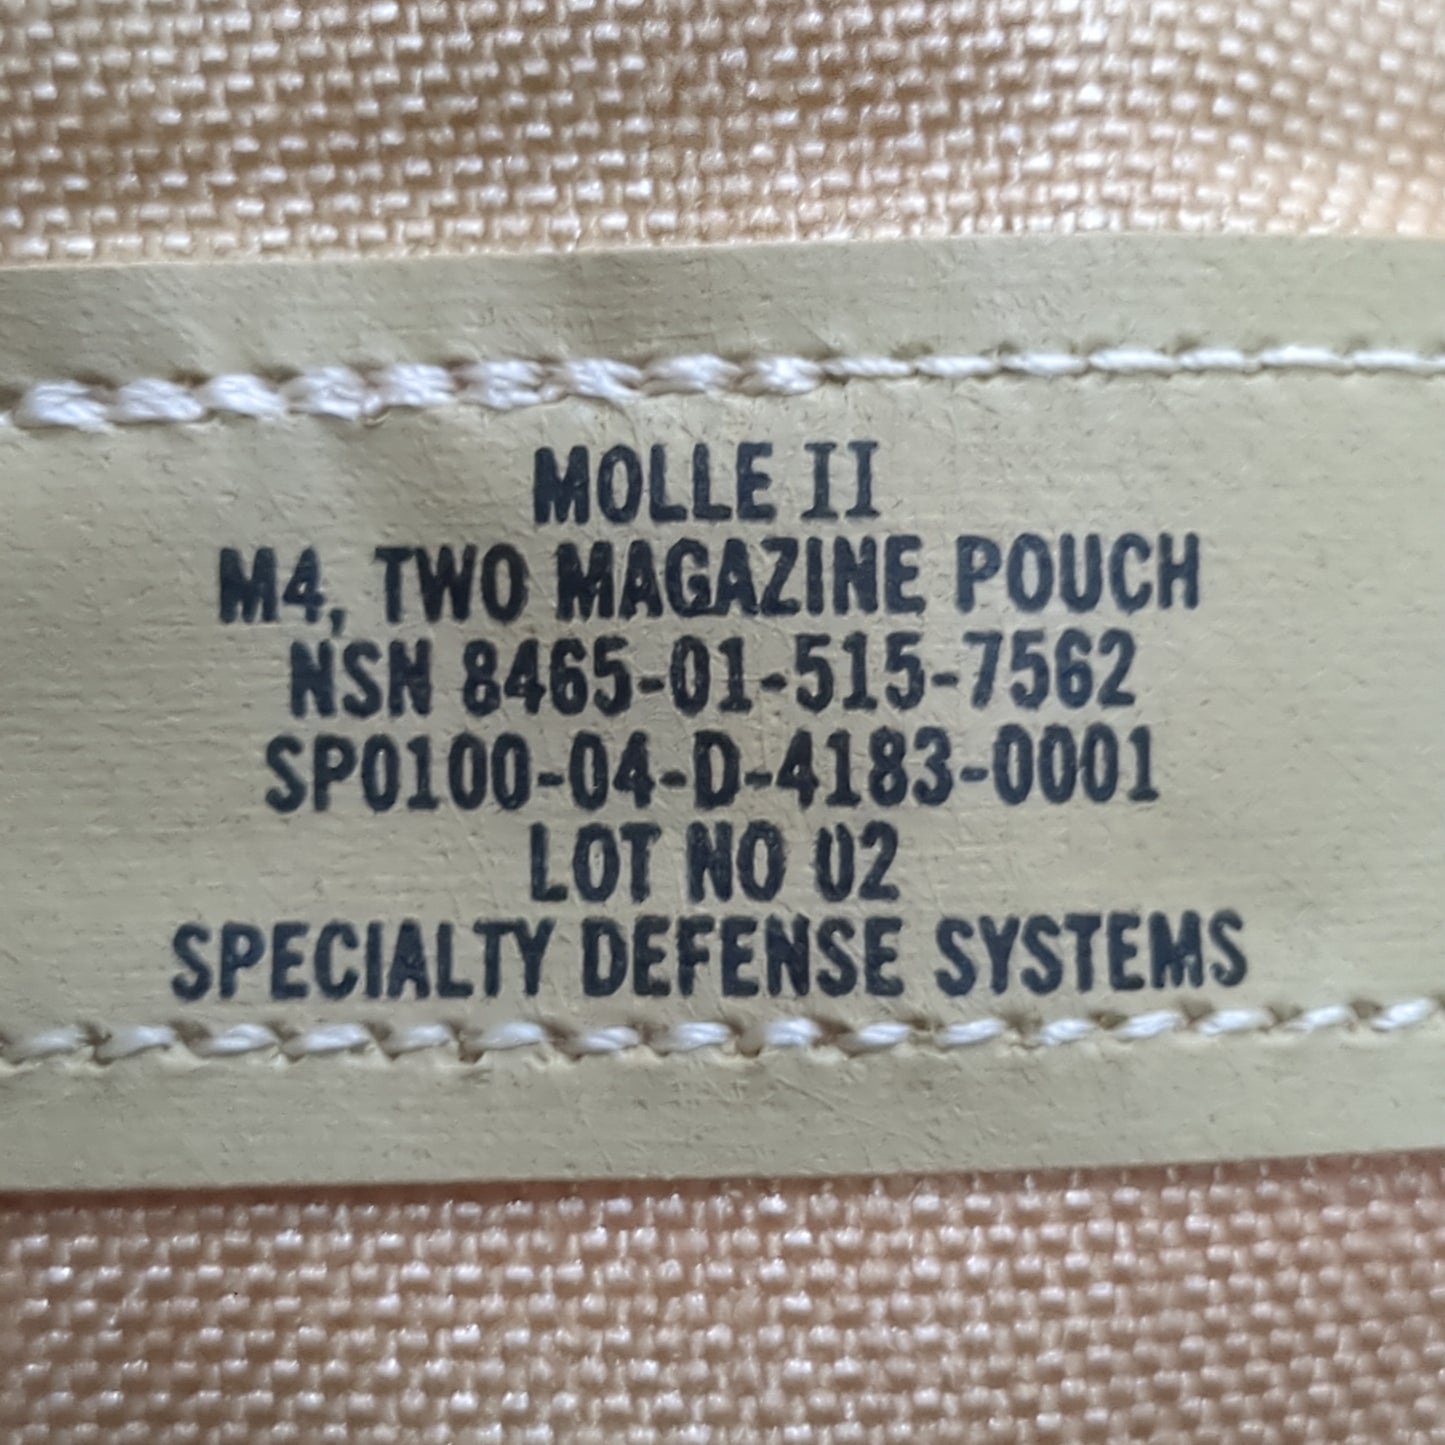 MOLLE II
M4, TWO MAGAZINE POUCH
NSN 8465-01-515-7562
SP0100-04-D-4183-0001
LOT NO 02
SPECIALTY DEFENSE SYSTEMS